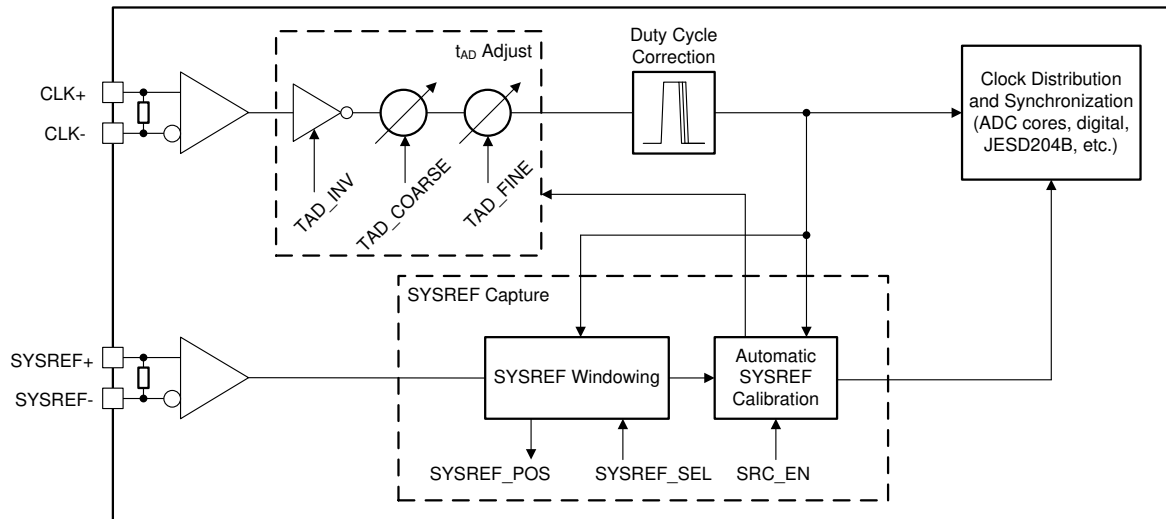 t_AD Adjust
Duty Cycle
Correction
CLK+
CLK-
TAD_INV
TAD_COARSE
TAD_FINE
Clock Distribution
and Synchronization
(ADC cores, digital,
JESD204B, etc.)
SYSREF Capture
SYSREF+
SYSREF-
SYSREF Windowing
Automatic
SYSREF
Calibration
SYSREF_POS
SYSREF_SEL
SRC_EN